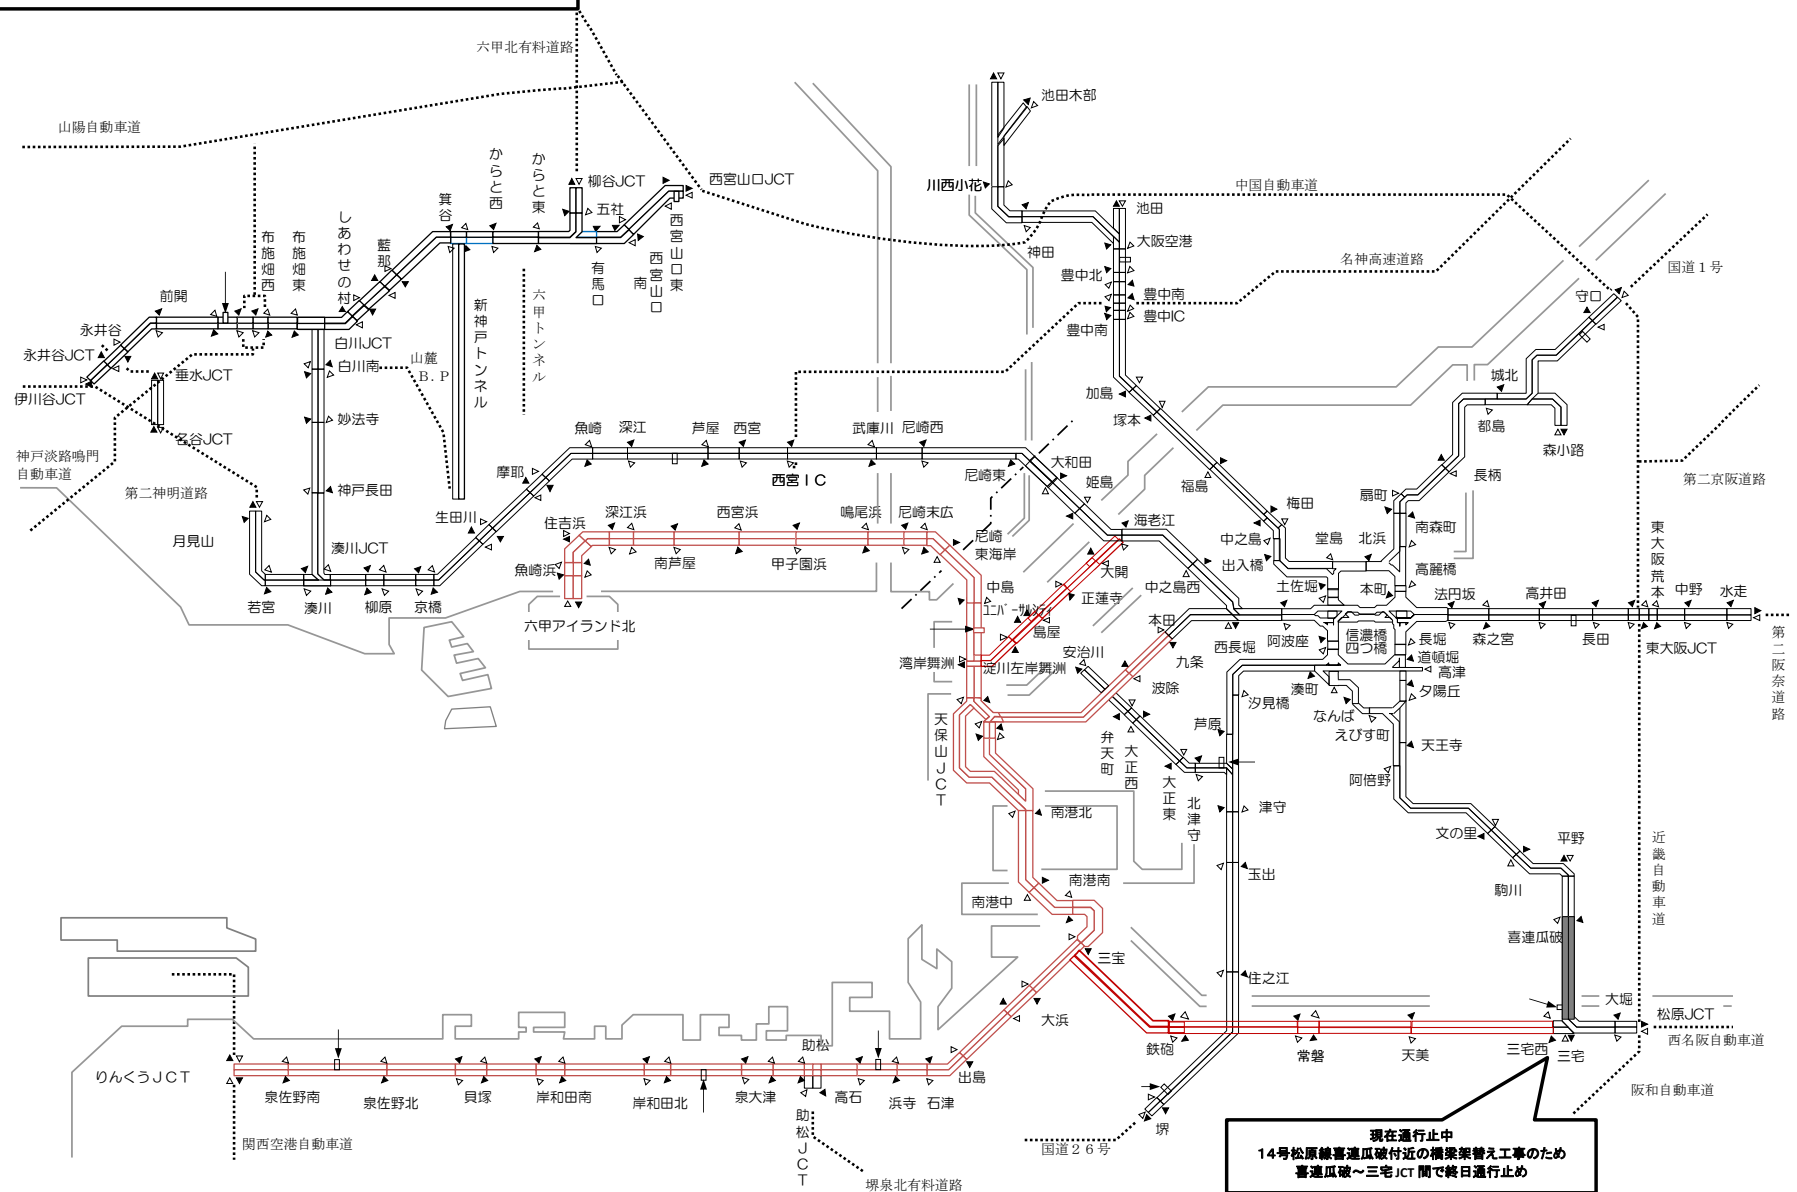 六甲北有料道路
山陽自動車道
池田木部
からと西
からと東
柳谷JCT
西宮山口JCT
川西小花
中国自動車道
箕谷
五社
池田
しあわせの村
布施畑西
布施畑東
藍那
西宮山口東
大阪空港
神田
西宮山口南
有馬口
豊中北
名神高速道路
国道1号
前開
新神戸トンネル
六甲トンネル
豊中南
豊中IC
豊中南
守口
永井谷
永井谷JCT
白川JCT
山麓
B.P
白川南
垂水JCT
伊川谷JCT
加島
城北
塚本
都島
妙法寺
名谷JCT
魚崎
深江
芦屋
西宮
武庫川
尼崎西
森小路
神戸淡路鳴門
自動車道
摩耶
西宮IC
尼崎東
大和田
姫島
福島
長柄
第二京阪道路
第二神明道路
神戸長田
扇町
梅田
生田川
住吉浜
深江浜
西宮浜
鳴尾浜
尼崎末広
海老江
南森町
東大阪荒本
月見山
湊川JCT
尼崎
東海岸
中之島
堂島
北浜
出入橋
高麗橋
魚崎浜
南芦屋
甲子園浜
大開
中島
中之島西
土佐堀
本町
法円坂
高井田
中野
水走
若宮
湊川
柳原
京橋
正蓮寺
ユニバーサルシティ
六甲アイランド北
島屋
本田
安治川
西長堀
阿波座
信濃橋
四つ橋
長堀
森之宮
長田
東大阪JCT
第二阪奈道路
湾岸舞洲
淀川左岸舞洲
九条
道頓堀
高津
波除
汐見橋
湊町
夕陽丘
天保山JCT
芦原
なんば
えびす町
弁天町
大正西
天王寺
大正東
阿倍野
北津守
南港北
津守
文の里
平野
近畿自動車道
玉出
南港南
駒川
南港中
喜連瓜破
三宝
住之江
大浜
大堀
松原JCT
西名阪自動車道
助松
鉄砲
常磐
天美
三宅西
三宅
りんくうJCT
出島
泉佐野南
泉佐野北
貝塚
岸和田南
岸和田北
泉大津
高石
浜寺
石津
阪和自動車道
助松JCT
堺
関西空港自動車道
国道26号
堺泉北有料道路
現在通行止中
14号松原線喜連瓜破付近の橋梁架替え工事のため
喜連瓜破～三宅JCT間で終日通行止め